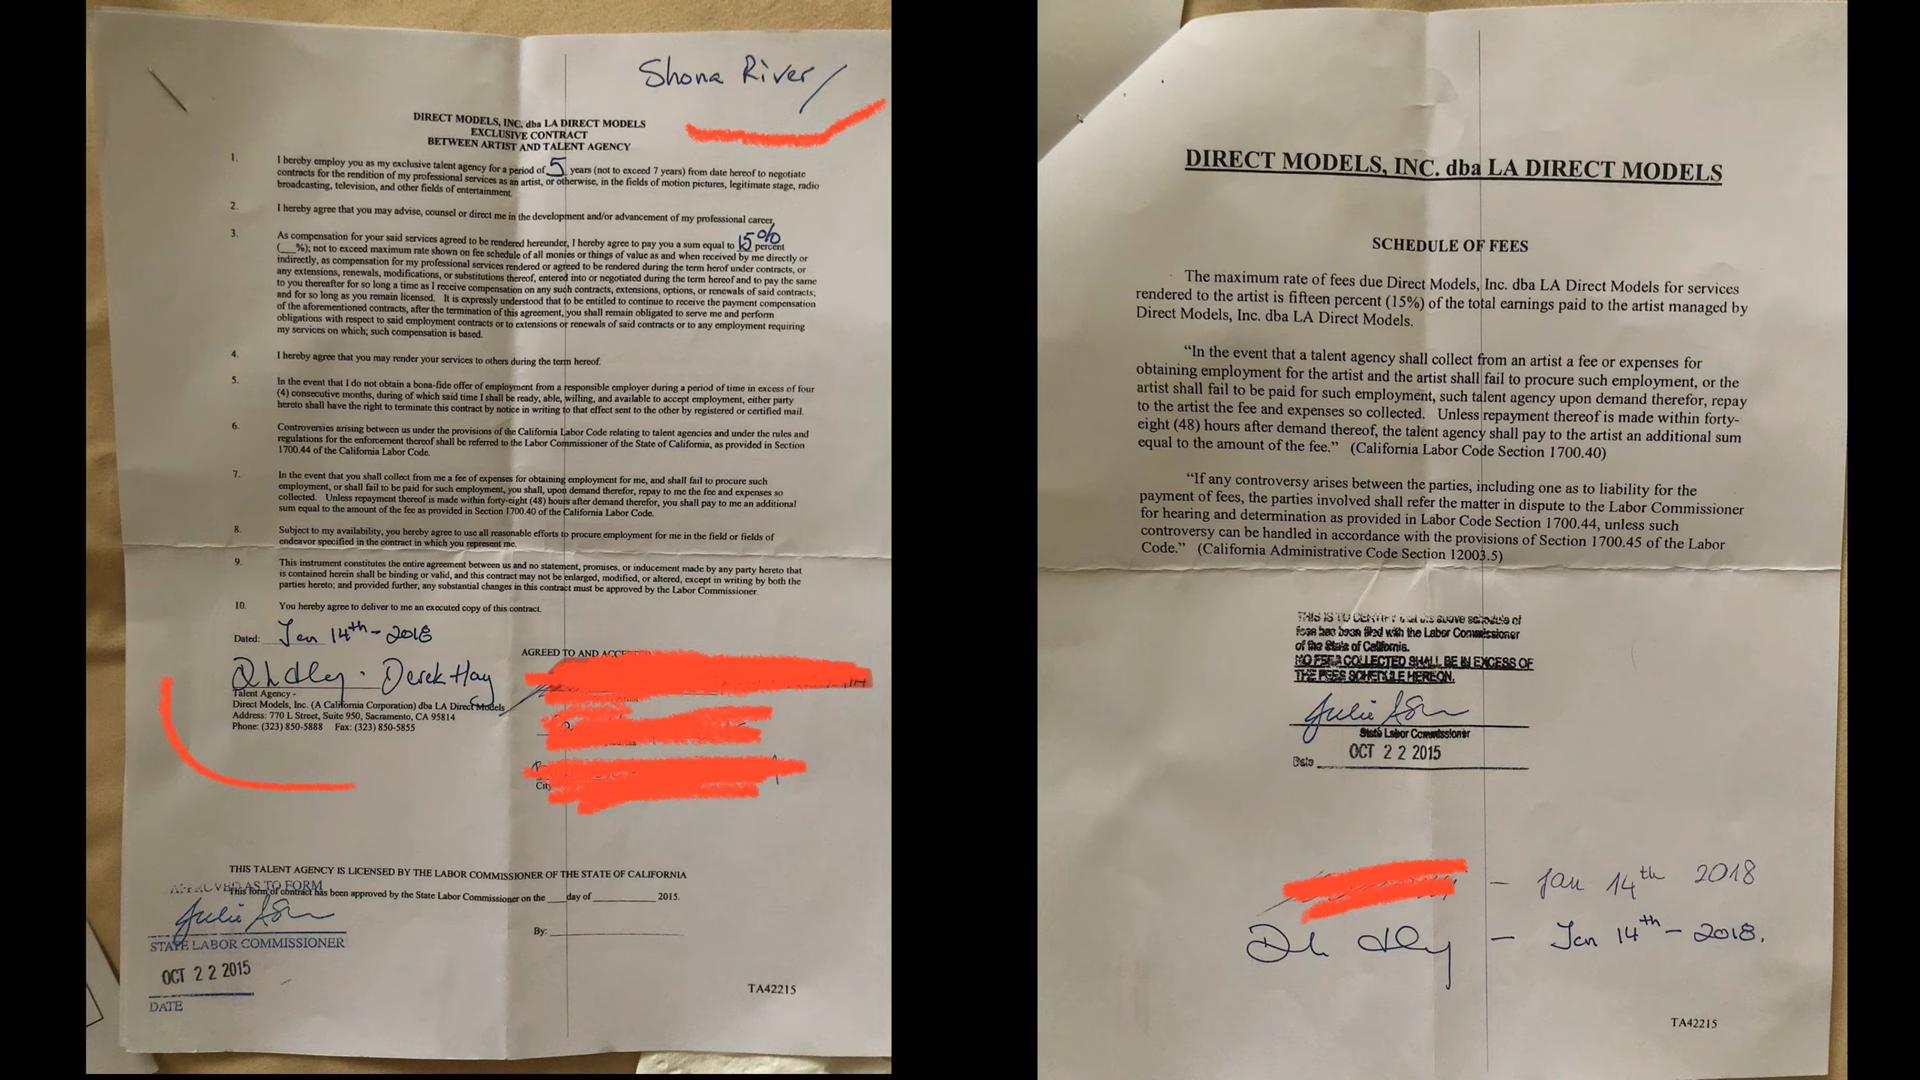 Shona River
DIRECT MODELS, INC. dba LA DIRECT MODELS
EXCLUSIVE CONTRACT
BETWEEN ARTIST AND TALENT AGENCY
1. I hereby employ you as my exclusive talent agency for a period of 5 years (not to exceed 7 years) from date hereof to negotiate
contracts for the rendition of my professional services as an artist, or otherwise, in the fields of motion pictures, legitimate stage, radio
broadcasting, television, and other fields of entertainment.
2. I hereby agree that you may advise, counsel or direct me in the development and/or advancement of my professional career,
3. As compensation for your said services agreed to be rendered hereunder, I hereby agree to pay you a sum equal to 15% percent
(___%); not to exceed maximum rate shown on fee schedule of all monies or things of value as and when received by me directly or
indirectly, as compensation for my professional services rendered or agreed to be rendered during the term herof under contracts, or
any extensions, renewals, modifications, or substitutions thereof, entered into or negotiated during the term hereof and to pay the same
to you thereafter for so long a time as I receive compensation on any such contracts, extensions, options, or renewals of said contracts;
and for so long as you remain licensed. It is expressly understood that to be entitled to continue to receive the payment compensation
of the aforementioned contracts, after the termination of this agreement, you shall remain obligated to serve me and perform
obligations with respect to said employment contracts or to extensions or renewals of said contracts or to any employment requiring
my services on which; such compensation is based.
4. I hereby agree that you may render your services to others during the term hereof.
5. In the event that I do not obtain a bona-fide offer of employment from a responsible employer during a period of time in excess of four
(4) consecutive months, during of which said time I shall be ready, able, willing, and available to accept employment, either party
hereto shall have the right to terminate this contract by notice in writing to that effect sent to the other by registered or certified mail.
6. Controversies arising between us under the provisions of the California Labor Code relating to talent agencies and under the rules and
regulations for the enforcement thereof shall be referred to the Labor Commissioner of the State of California, as provided in Section
1700.44 of the California Labor Code.
7. In the event that you shall collect from me a fee of expenses for obtaining employment for me, and shall fail to procure such
employment, or shall fail to be paid for such employment, you shall, upon demand therefor, repay to me the fee and expenses so
collected. Unless repayment thereof is made within forty-eight (48) hours after demand therefor, you shall pay to me an additional
sum equal to the amount of the fee as provided in Section 1700.40 of the California Labor Code.
8. Subject to my availability, you hereby agree to use all reasonable efforts to procure employment for me in the field or fields of
endeavor specified in the contract in which you represent me.
9. This instrument constitutes the entire agreement between us and no statement, promises, or inducement made by any party hereto that
is contained herein shall be binding or valid, and this contract may not be enlarged, modified, or altered, except in writing by both the
parties hereto; and provided further, any substantial changes in this contract must be approved by the Labor Commissioner.
10. You hereby agree to deliver to me an executed copy of this contract.
Dated: Jan 14th - 2018
AGREED TO AND
Derek Hay
Talent Agency -
Direct Models, Inc. (A California Corporation) dba LA Direct Models
Address: 770 L Street, Suite 950, Sacramento, CA 95814
Phone: (323) 850-5888 Fax: (323) 850-5855
City
THIS TALENT AGENCY IS LICENSED BY THE LABOR COMMISSIONER OF THE STATE OF CALIFORNIA
APPROVED AS TO FORM
This form of contract has been approved by the State Labor Commissioner on the ___day of __________ 2015.
STATE LABOR COMMISSIONER
By:
OCT 22 2015
DATE
TA42215
DIRECT MODELS, INC. dba LA DIRECT MODELS
SCHEDULE OF FEES
The maximum rate of fees due Direct Models, Inc. dba LA Direct Models for services
rendered to the artist is fifteen percent (15%) of the total earnings paid to the artist managed by
Direct Models, Inc. dba LA Direct Models.
“In the event that a talent agency shall collect from an artist a fee or expenses for
obtaining employment for the artist and the artist shall fail to procure such employment, or the
artist shall fail to be paid for such employment, such talent agency upon demand therefor, repay
to the artist the fee and expenses so collected. Unless repayment thereof is made within forty-
eight (48) hours after demand thereof, the talent agency shall pay to the artist an additional sum
equal to the amount of the fee.” (California Labor Code Section 1700.40)
“If any controversy arises between the parties, including one as to liability for the
payment of fees, the parties involved shall refer the matter in dispute to the Labor Commissioner
for hearing and determination as provided in Labor Code Section 1700.44, unless such
controversy can be handled in accordance with the provisions of Section 1700.45 of the Labor
Code.” (California Administrative Code Section 12003.5)
THIS IS TO CERTIFY that this above schedule of
fees has been filed with the Labor Commissioner
of the State of California.
NO FEE COLLECTED SHALL BE IN EXCESS OF
THE FEES SCHEDULE HEREON.
State Labor Commissioner
Date OCT 22 2015
- Jan 14th 2018
- Jan 14th - 2018.
TA42215